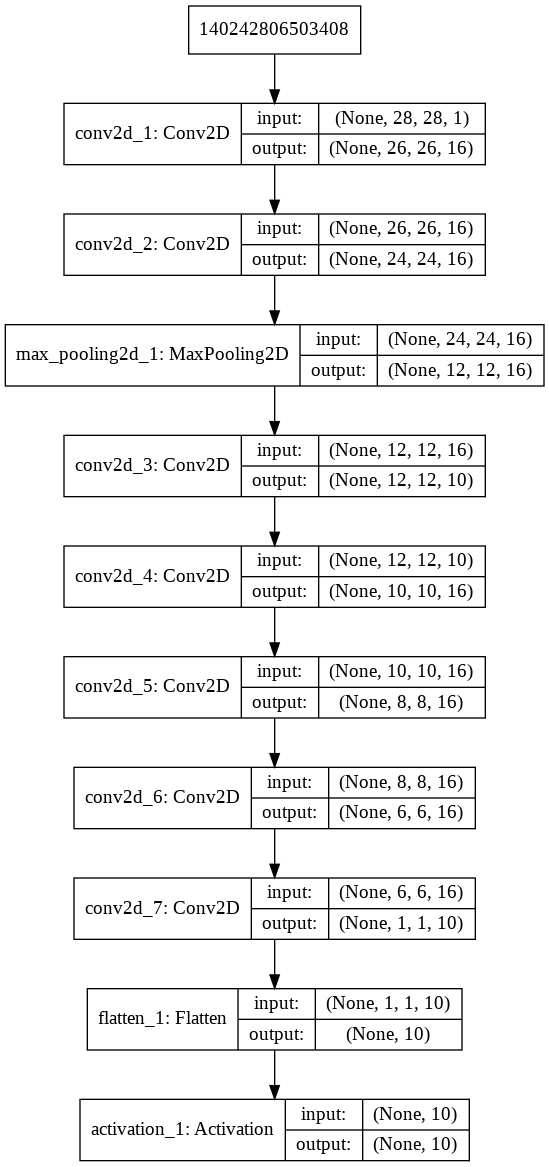 140242806503408
conv2d_1: Conv2D
input:
(None, 28, 28, 1)
output:
(None, 26, 26, 16)
conv2d_2: Conv2D
input:
(None, 26, 26, 16)
output:
(None, 24, 24, 16)
max_pooling2d_1: MaxPooling2D
input:
(None, 24, 24, 16)
output:
(None, 12, 12, 16)
conv2d_3: Conv2D
input:
(None, 12, 12, 16)
output:
(None, 12, 12, 10)
conv2d_4: Conv2D
input:
(None, 12, 12, 10)
output:
(None, 10, 10, 16)
conv2d_5: Conv2D
input:
(None, 10, 10, 16)
output:
(None, 8, 8, 16)
conv2d_6: Conv2D
input:
(None, 8, 8, 16)
output:
(None, 6, 6, 16)
conv2d_7: Conv2D
input:
(None, 6, 6, 16)
output:
(None, 1, 1, 10)
flatten_1: Flatten
input:
(None, 1, 1, 10)
output:
(None, 10)
activation_1: Activation
input:
(None, 10)
output:
(None, 10)